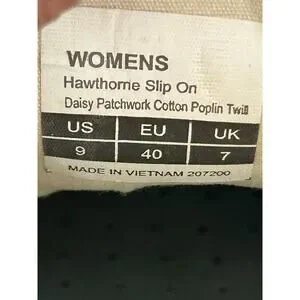 WOMENS
Hawthorne Slip On
Daisy Patchwork Cotton Poplin Twill
US EU UK
9 40 7
MADE IN VIETNAM 207200